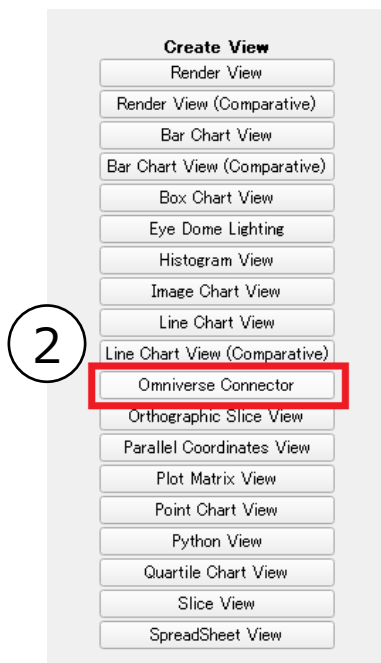 Create View
Render View
Render View (Comparative)
Bar Chart View
Bar Chart View (Comparative)
Box Chart View
Eye Dome Lighting
Histogram View
Image Chart View
Line Chart View
2
Line Chart View (Comparative)
Omniverse Connector
Orthographic Slice View
Parallel Coordinates View
Plot Matrix View
Point Chart View
Python View
Quartile Chart View
Slice View
SpreadSheet View